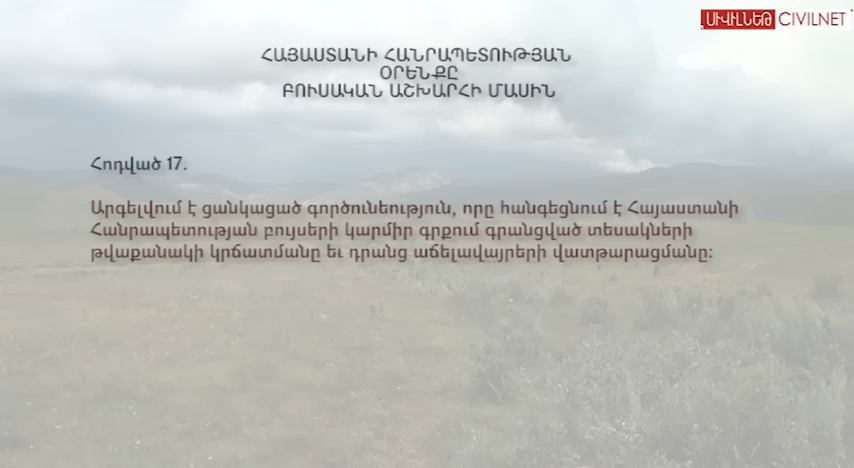 ՍԻՎԻԼՆԵԹ CIVILNET
ՀԱՅԱՍՏԱՆԻ ՀԱՆՐԱՊԵՏՈՒԹՅԱՆ
ՕՐԵՆՔԸ
ԲՈՒՍԱԿԱՆ ԱՇԽԱՐՀԻ ՄԱՍԻՆ
Հոդված 17.
Արգելվում է ցանկացած գործունեություն, որը հանգեցնում է Հայաստանի
Հանրապետության բույսերի կարմիր գրքում գրանցված տեսակների
թվաքանակի կրճատմանը եւ դրանց աճելավայրերի վատթարացմանը: